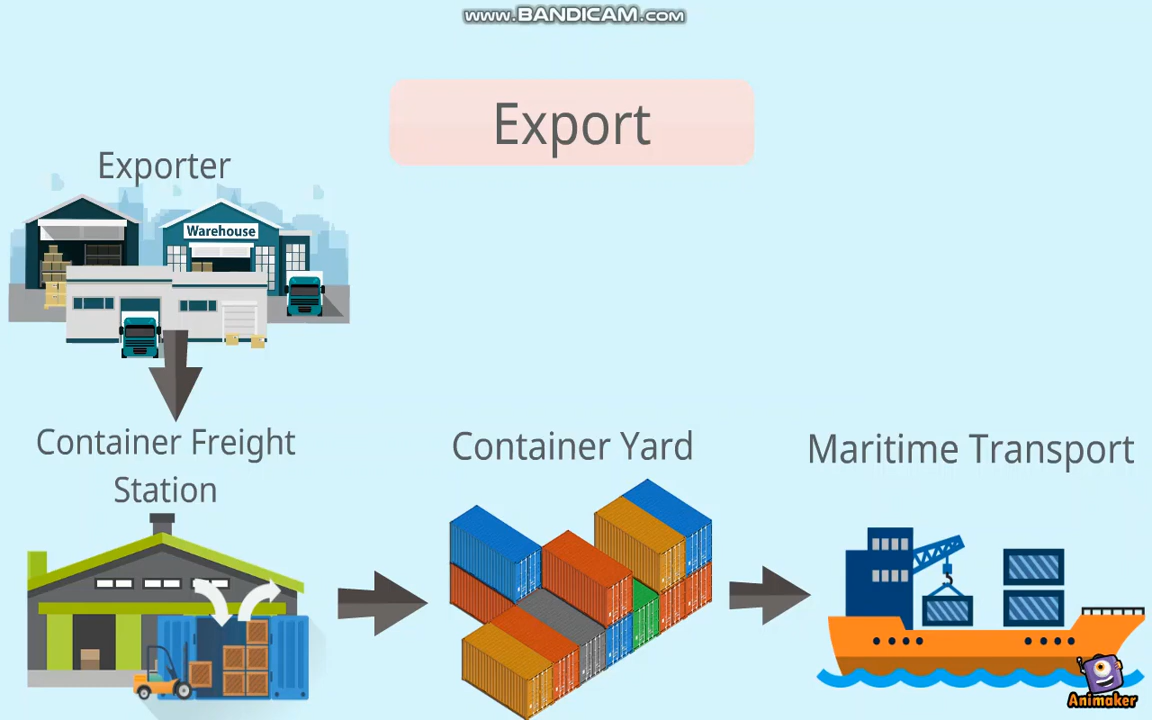 www.BANDICAM.com
Export
Exporter
Warehouse
Container Freight
Station
Container Yard
Maritime Transport
Animaker